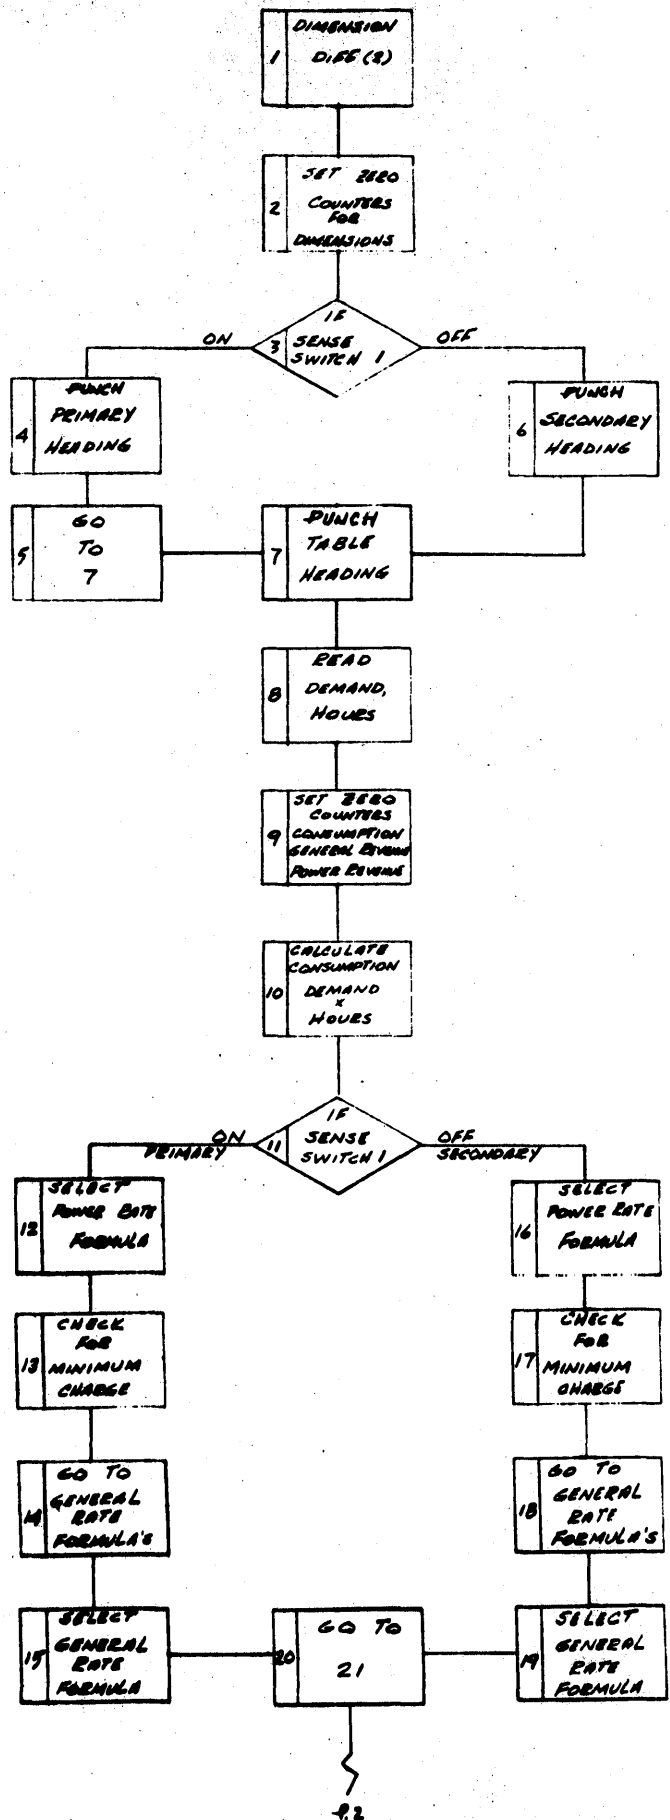 DIMENSION
1
DIFF (2)
SET ZERO
2
COUNTERS
FOR
DIMENSIONS
IF
ON
3
SENSE
OFF
SWITCH 1
PUNCH
PRIMARY
4
HEADING
PUNCH
SECONDARY
6
HEADING
GO
TO
5
7
PUNCH
TABLE
7
HEADING
READ
8
DEMAND,
HOURS
SET ZERO
COUNTERS
9
CONSUMPTION
GENERAL REVENUE
POWER REVENUE
CALCULATE
CONSUMPTION
10
DEMAND
x
HOURS
IF
ON
PRIMARY
11
SENSE
SWITCH 1
OFF
SECONDARY
SELECT
12
POWER RATE
FORMULA
SELECT
16
POWER RATE
FORMULA
CHECK
FOR
13
MINIMUM
CHARGE
CHECK
FOR
17
MINIMUM
CHARGE
GO TO
GENERAL
14
RATE
FORMULA'S
GO TO
GENERAL
18
RATE
FORMULA'S
SELECT
GENERAL
15
RATE
FORMULA
GO TO
20
21
SELECT
GENERAL
19
RATE
FORMULA
P.2